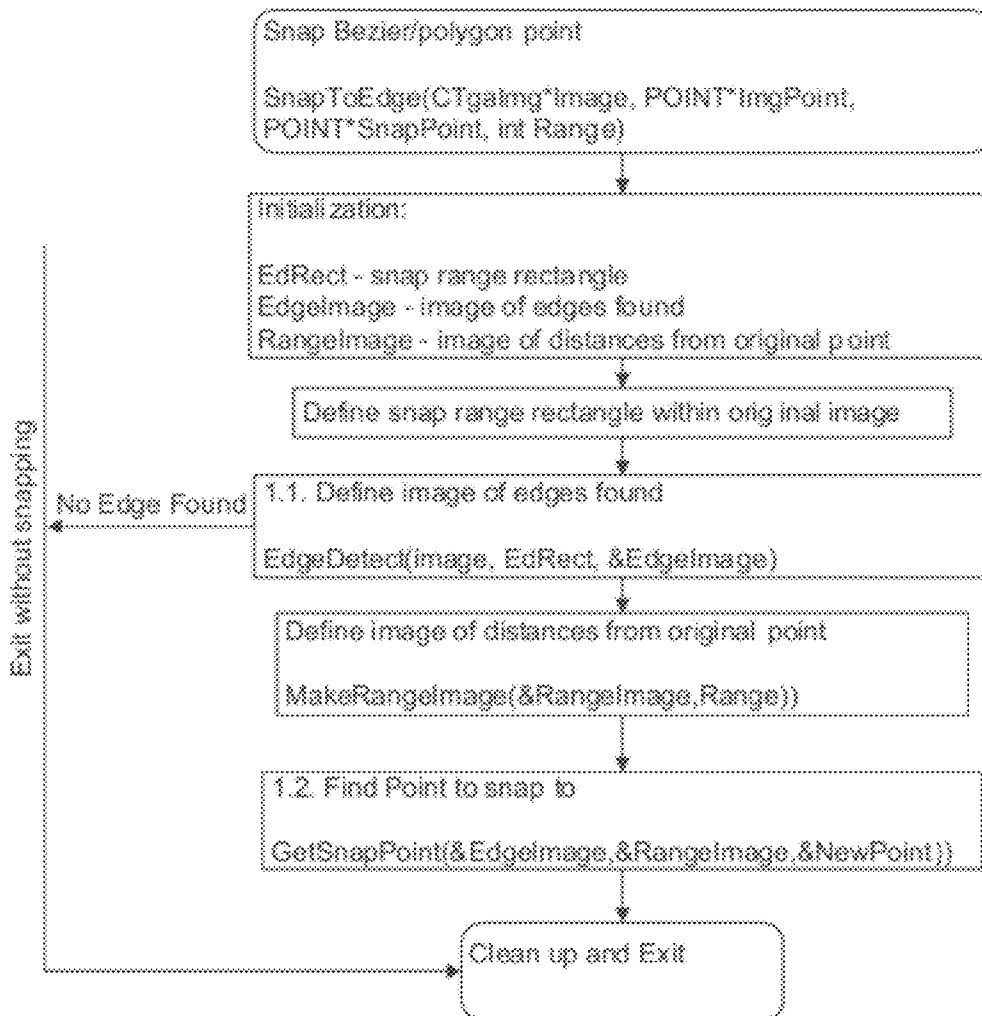 Snap Bezier/polygon point
SnapToEdge(CTgaImg*Image, POINT*ImgPoint,
POINT*SnapPoint, int Range)
Initialization:
EdRect - snap range rectangle
EdgeImage - image of edges found
RangeImage - image of distances from original point
Define snap range rectangle within original image
1.1. Define image of edges found
EdgeDetect(image, EdRect, &EdgeImage)
No Edge Found
Exit without snapping
Define image of distances from original point
MakeRangeImage(&RangeImage,Range))
1.2. Find Point to snap to
GetSnapPoint(&EdgeImage,&RangeImage,&NewPoint))
Clean up and Exit